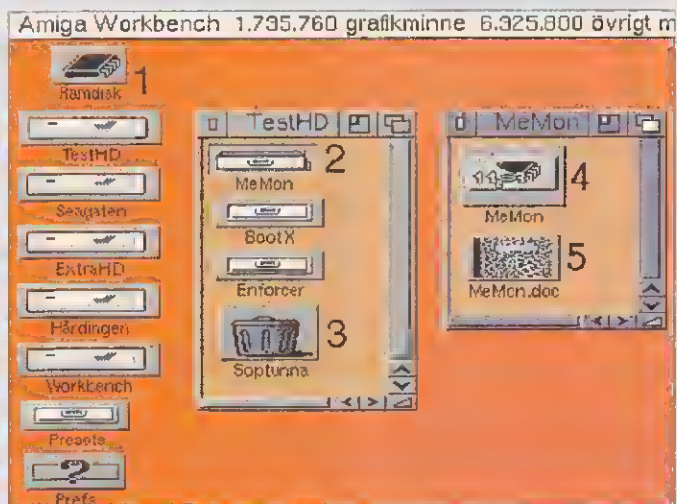 Amiga Workbench 1.735.760 grafikminne 6.325.800 övrigt m
Ramdisk
1
TestHD
Seagaten
ExtraHD
Hårdingen
Workbench
Presets
Prefs
TestHD
MeMon
2
BootX
Enforcer
Soptunna
3
MeMon
MeMon
4
MeMon.doc
5